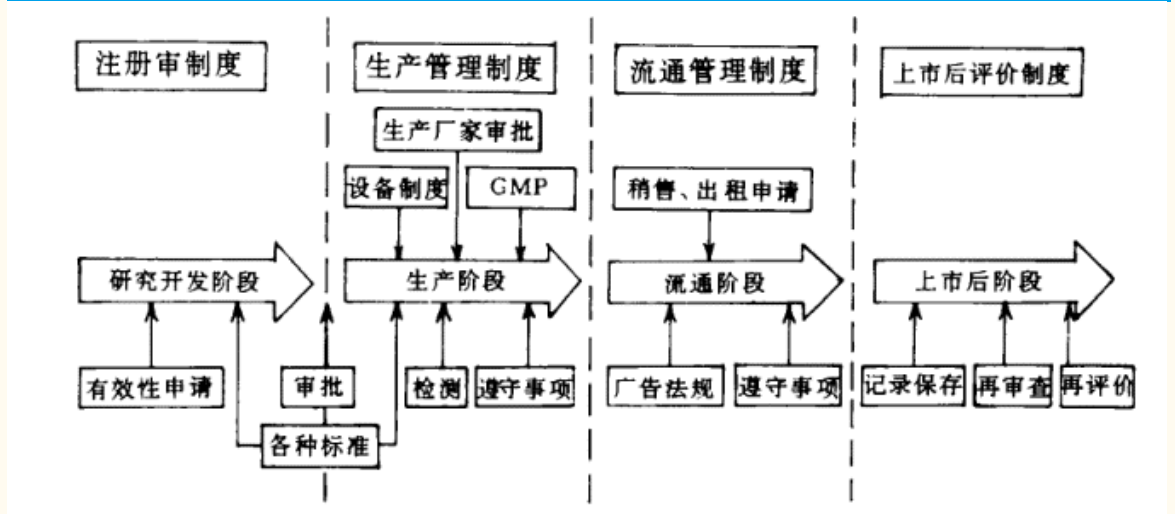 注册审制度
生产管理制度
流通管理制度
上市后评价制度
生产厂家审批
设备制度
GMP
稍售、出租申请
研究开发阶段
生产阶段
流通阶段
上市后阶段
有效性申请
审批
检测
遵守事项
广告法规
遵守事项
记录保存
再审查
再评价
各种标准